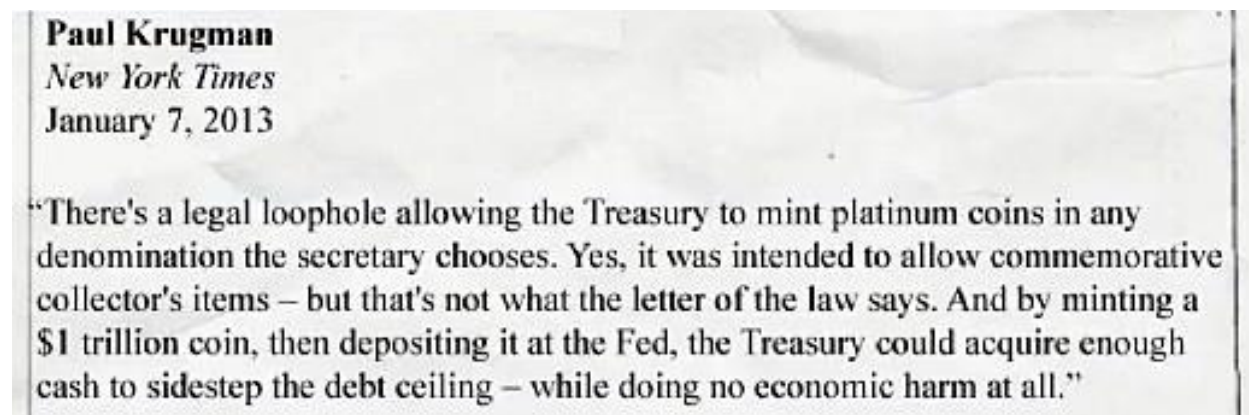 Paul Krugman
New York Times
January 7, 2013
“There's a legal loophole allowing the Treasury to mint platinum coins in any
denomination the secretary chooses. Yes, it was intended to allow commemorative
collector's items – but that's not what the letter of the law says. And by minting a
$1 trillion coin, then depositing it at the Fed, the Treasury could acquire enough
cash to sidestep the debt ceiling – while doing no economic harm at all.”